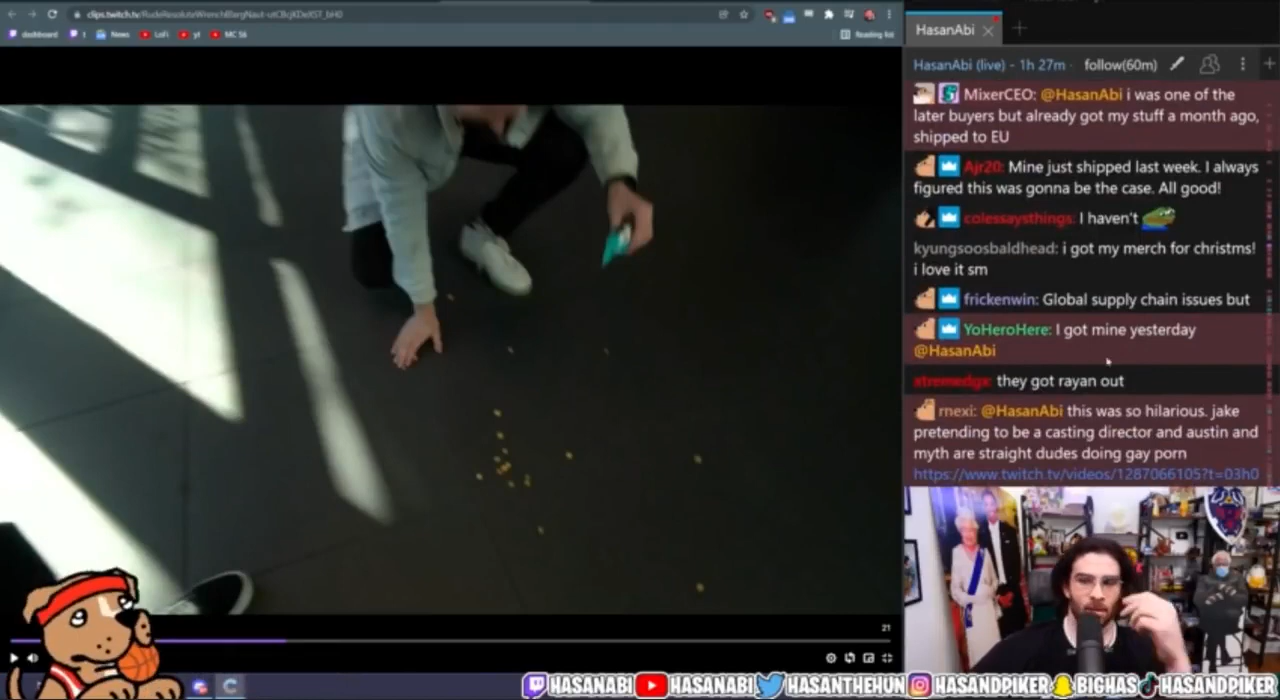 dashboard
t
News
LoFi
yt
MC S6
Reading list
HasanAbi
HasanAbi (live) - 1h 27m ·
follow(60m)
MixerCEO: @HasanAbi i was one of the
later buyers but already got my stuff a month ago,
shipped to EU
Ajr20: Mine just shipped last week. I always
figured this was gonna be the case. All good!
colessaysthings: I haven't
kyungsoosbaldhead: i got my merch for christms!
i love it sm
frickenwin: Global supply chain issues but
YoHeroHere: I got mine yesterday
@HasanAbi
xtremedgx: they got rayan out
rnexi: @HasanAbi this was so hilarious. jake
pretending to be a casting director and austin and
myth are straight dudes doing gay porn
https://www.twitch.tv/videos/1287066105?t=03h0
21
HASANABI
HASANABI
HASANTHEHUN
HASANDPIKER
BIGHAS
HASANDPIKER